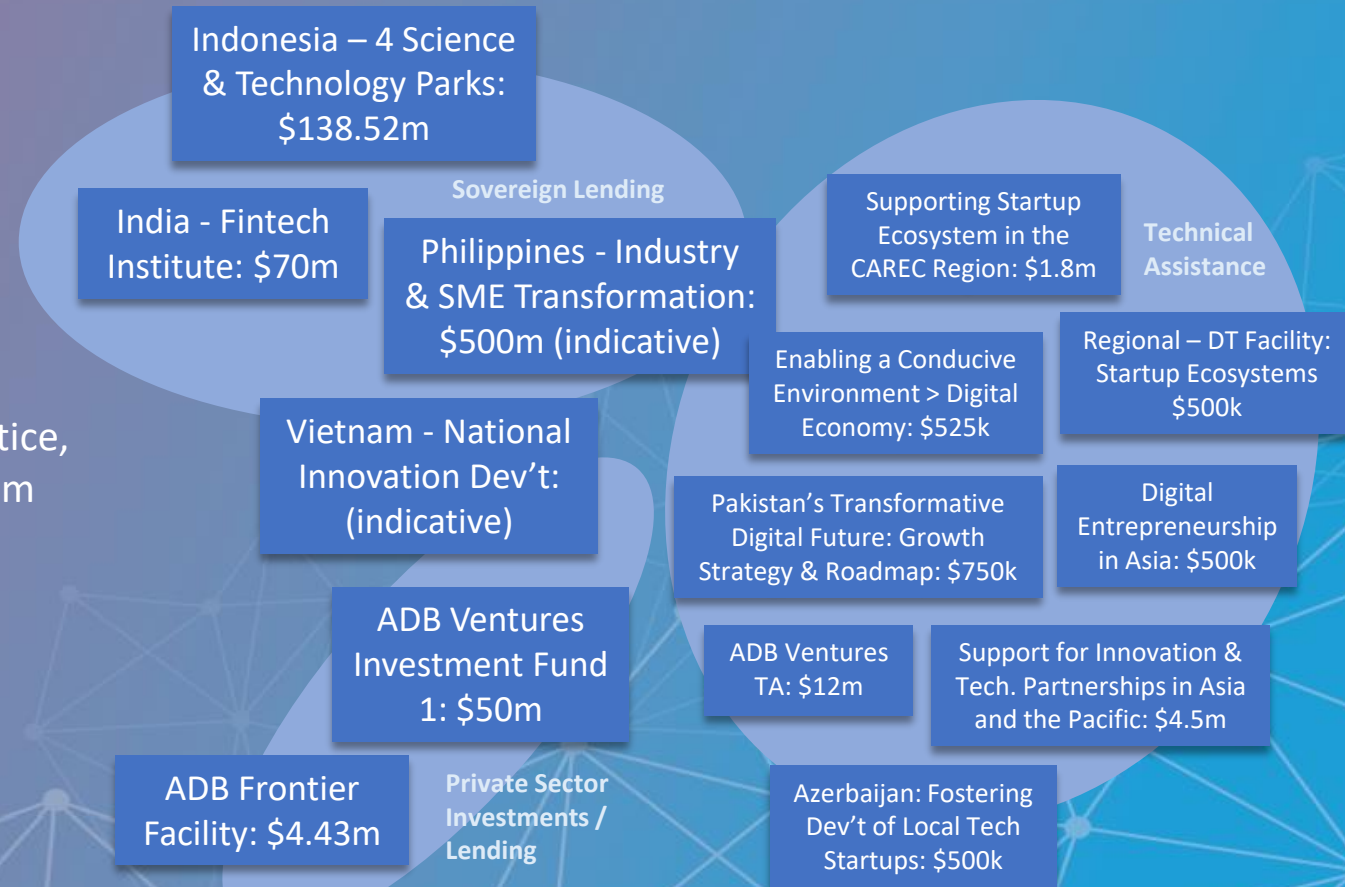 Indonesia – 4 Science
& Technology Parks:
$138.52m
Sovereign Lending
India - Fintech
Institute: $70m
Philippines - Industry
& SME Transformation:
$500m (indicative)
Vietnam - National
Innovation Dev’t:
(indicative)
tice,
m
ADB Ventures
Investment Fund
1: $50m
ADB Frontier
Facility: $4.43m
Private Sector
Investments /
Lending
Supporting Startup
Ecosystem in the
CAREC Region: $1.8m
Technical
Assistance
Enabling a Conducive
Environment > Digital
Economy: $525k
Regional – DT Facility:
Startup Ecosystems
$500k
Pakistan’s Transformative
Digital Future: Growth
Strategy & Roadmap: $750k
Digital
Entrepreneurship
in Asia: $500k
ADB Ventures
TA: $12m
Support for Innovation &
Tech. Partnerships in Asia
and the Pacific: $4.5m
Azerbaijan: Fostering
Dev’t of Local Tech
Startups: $500k